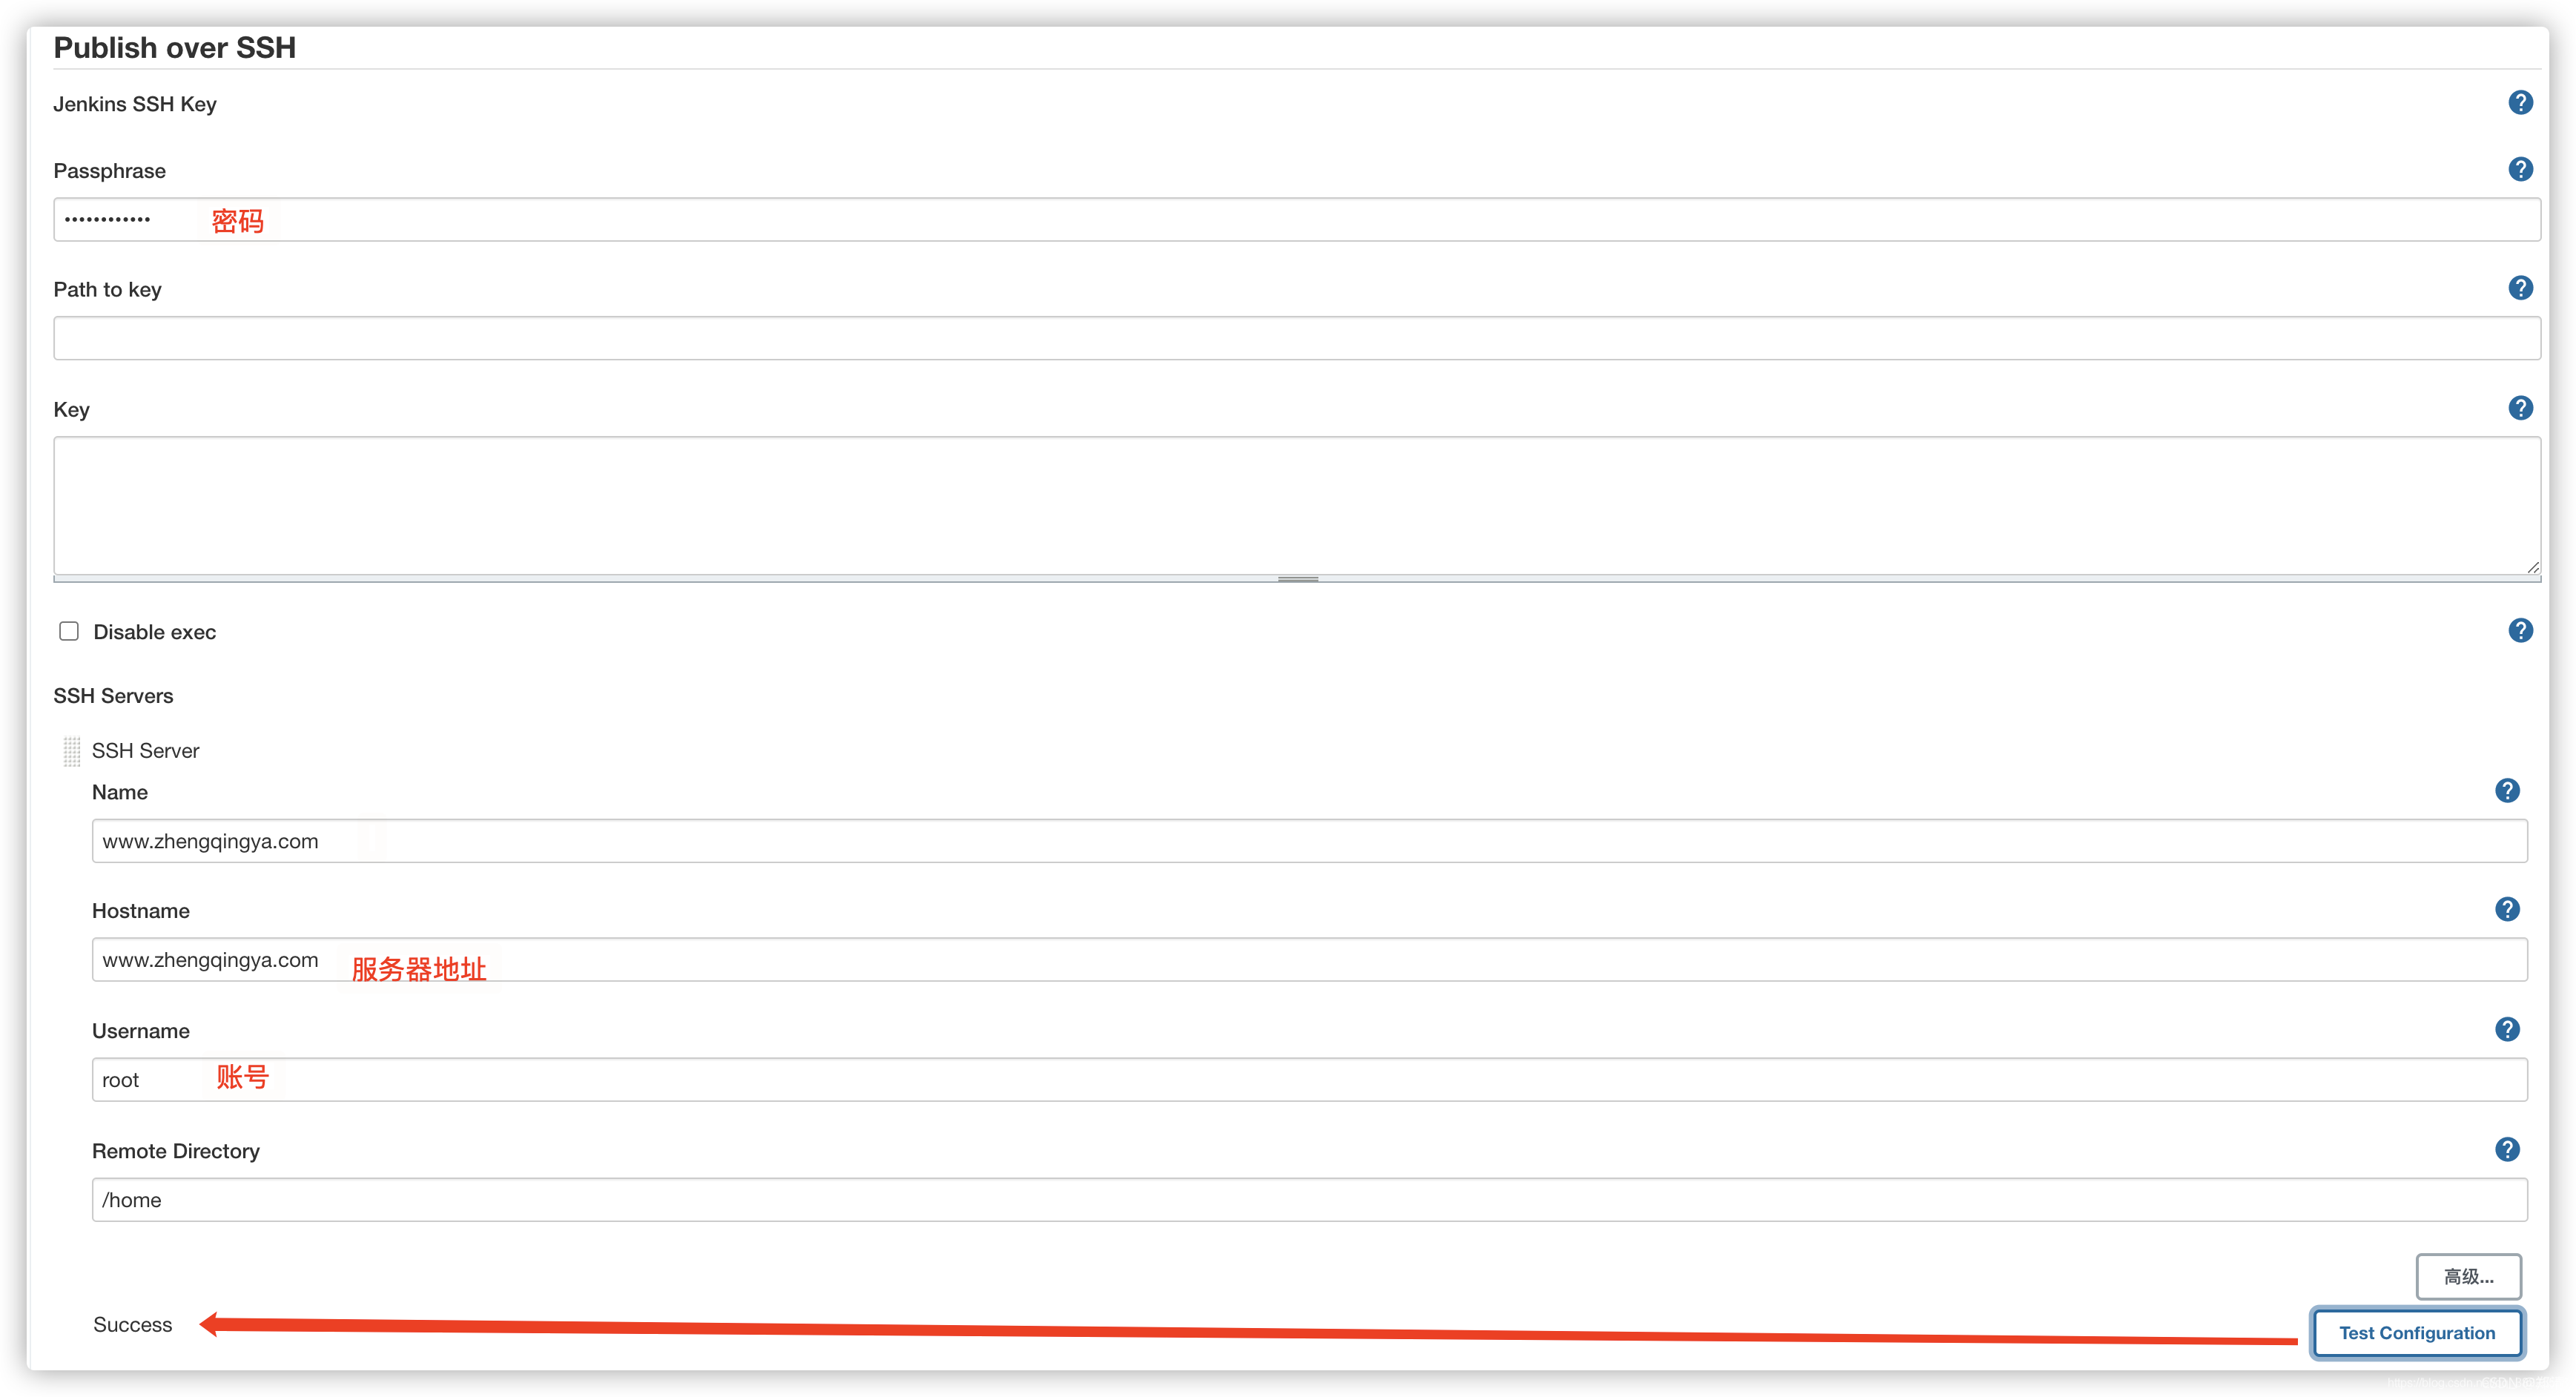 Publish over SSH
Jenkins SSH Key
Passphrase
•••••••••••• 密码
Path to key
Key
Disable exec
SSH Servers
SSH Server
Name
www.zhengqingya.com
Hostname
www.zhengqingya.com 服务器地址
Username
root 账号
Remote Directory
/home
高级...
Success
Test Configuration